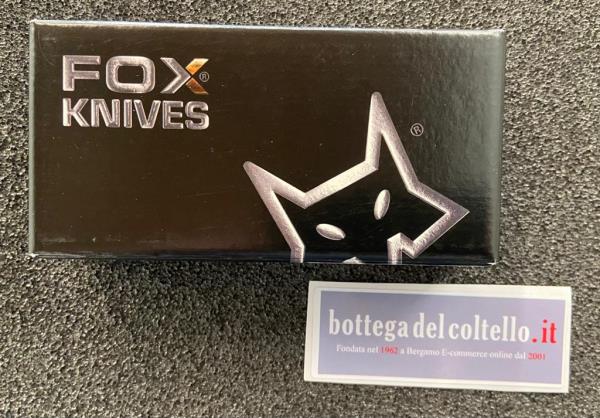 FOX®
KNIVES
®
bottegadelcoltello.it
Fondata nel 1962 a Bergamo E-commerce online dal 2001